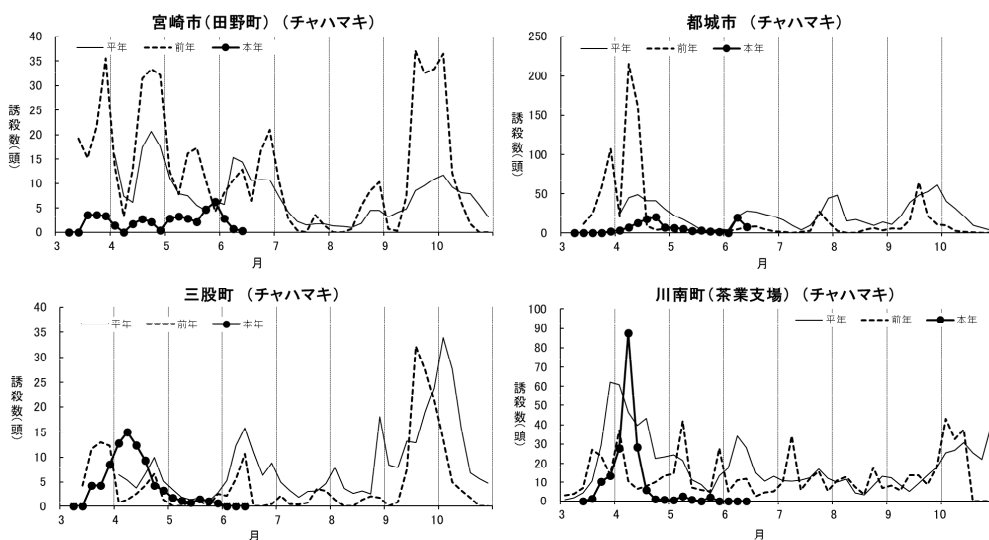 宮崎市(田野町) (チャハマキ)
平年 前年 本年
誘殺数(頭)
40
35
30
25
20
15
10
5
0
3 4 5 6 7 8 9 10
月
都城市 (チャハマキ)
平年 前年 本年
誘殺数(頭)
250
200
150
100
50
0
3 4 5 6 7 8 9 10
月
三股町 (チャハマキ)
平年 前年 本年
誘殺数(頭)
40
35
30
25
20
15
10
5
0
3 4 5 6 7 8 9 10
月
川南町(茶業支場) (チャハマキ)
平年 前年 本年
誘殺数(頭)
100
90
80
70
60
50
40
30
20
10
0
3 4 5 6 7 8 9 10
月